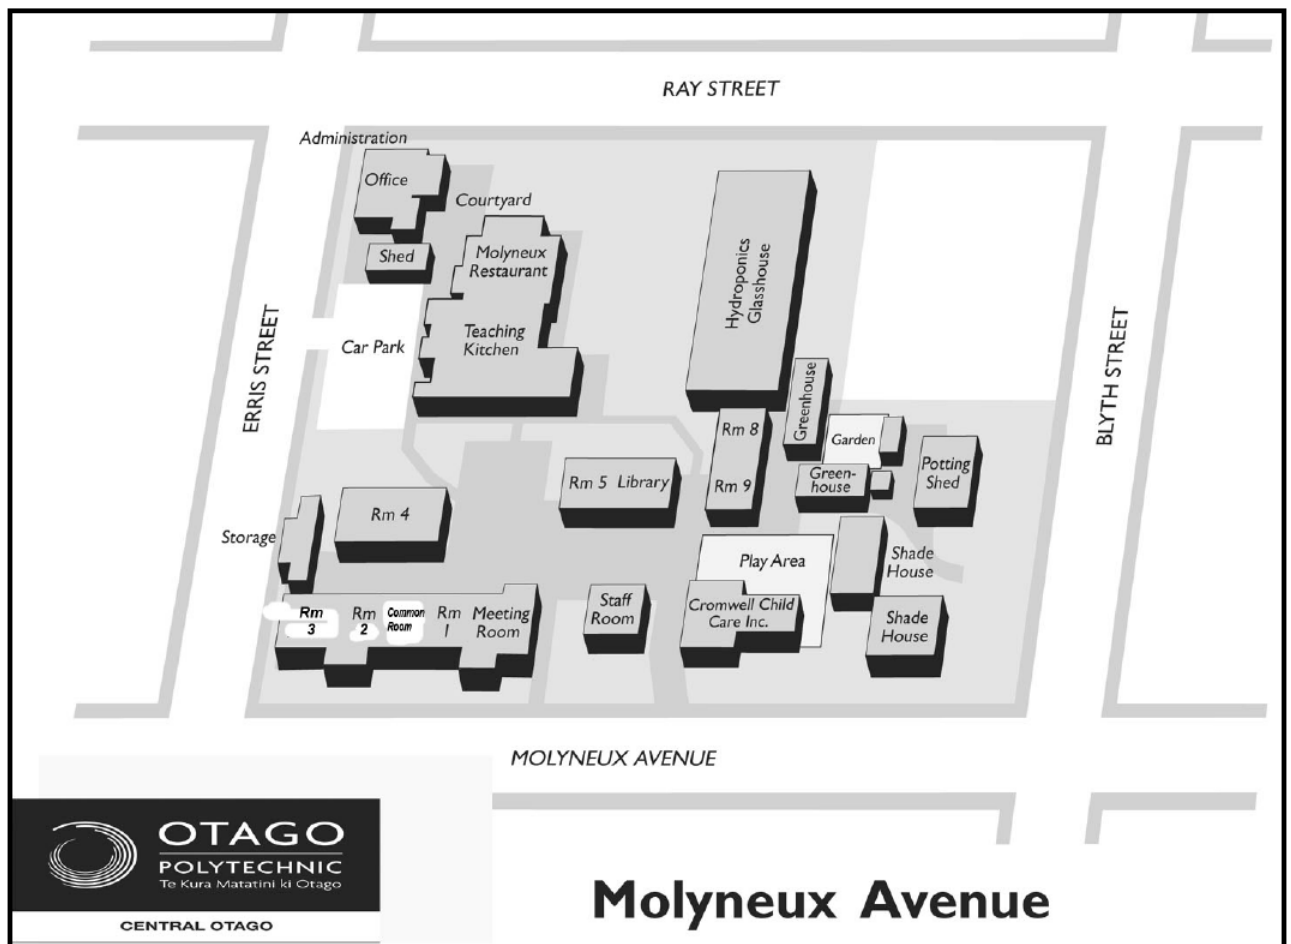 RAY STREET
Administration
Office
Courtyard
Shed
Molyneux
Restaurant
Hydroponics
Glasshouse
ERRIS STREET
Car Park
Teaching
Kitchen
BLYTH STREET
Greenhouse
Rm 8
Garden
Rm 5 Library
Rm 9
Green-
house
Potting
Shed
Rm 4
Storage
Play Area
Shade
House
Rm
3
Rm
2
Common
Room
Rm
1
Meeting
Room
Staff
Room
Cromwell Child
Care Inc.
Shade
House
MOLYNEUX AVENUE
OTAGO
POLYTECHNIC
Te Kura Matatini ki Otago
CENTRAL OTAGO
Molyneux Avenue